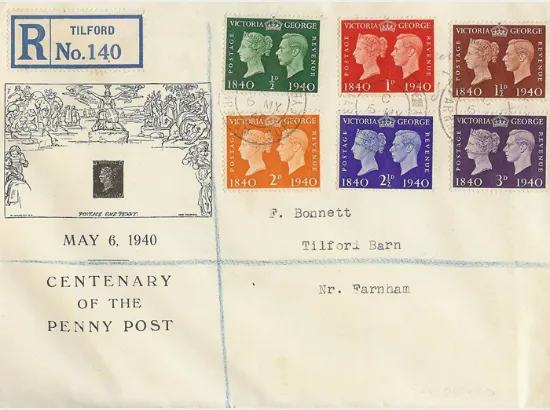 R
TILFORD
No.140
VICTORIA GEORGE
POSTAGE
REVENUE
1840 ½D 1940
VICTORIA GEORGE
POSTAGE
REVENUE
1840 1D 1940
VICTORIA GEORGE
POSTAGE
REVENUE
1840 1½D 1940
VICTORIA GEORGE
POSTAGE
REVENUE
1840 2D 1940
VICTORIA GEORGE
POSTAGE
REVENUE
1840 2½D 1940
VICTORIA GEORGE
POSTAGE
REVENUE
1840 3D 1940
POSTAGE ONE PENNY.
MAY 6, 1940
CENTENARY
OF THE
PENNY POST
F. Bonnett
Tilford Barn
Nr. Farnham